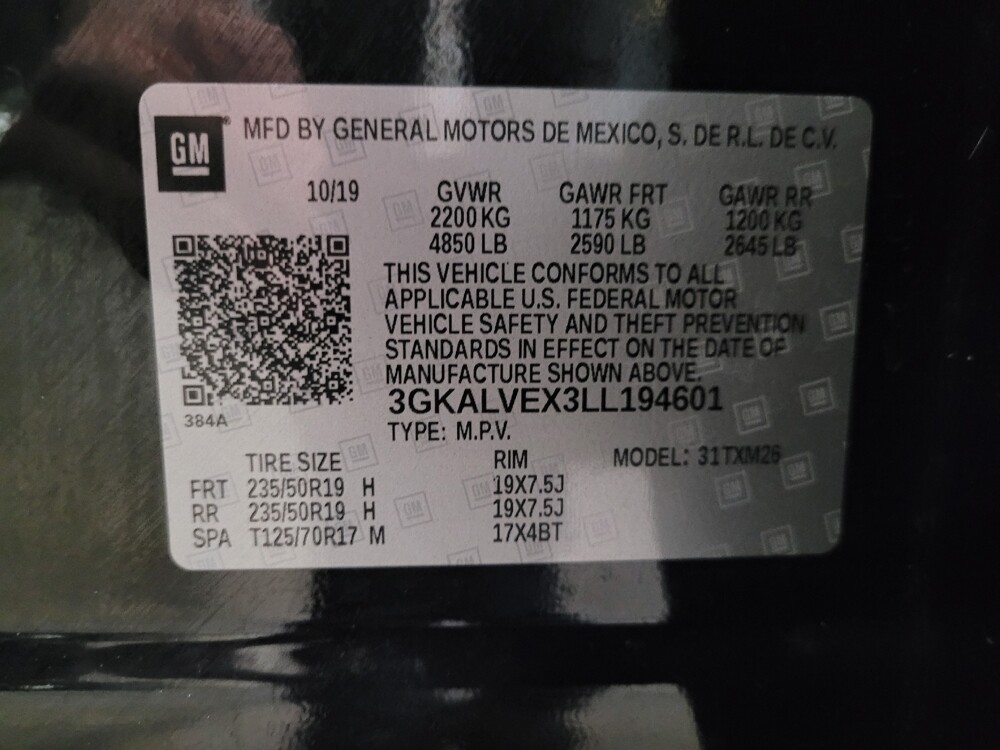 GM
MFD BY GENERAL MOTORS DE MEXICO, S. DE R.L. DE C.V.
10/19 GVWR GAWR FRT GAWR RR
2200 KG 1175 KG 1200 KG
4850 LB 2590 LB 2645 LB
THIS VEHICLE CONFORMS TO ALL
APPLICABLE U.S. FEDERAL MOTOR
VEHICLE SAFETY AND THEFT PREVENTION
STANDARDS IN EFFECT ON THE DATE OF
MANUFACTURE SHOWN ABOVE.
3GKALVEX3LL194601
384A
TYPE: M.P.V.
TIRE SIZE RIM MODEL: 31TXM26
FRT 235/50R19 H 19X7.5J
RR 235/50R19 H 19X7.5J
SPA T125/70R17 M 17X4BT